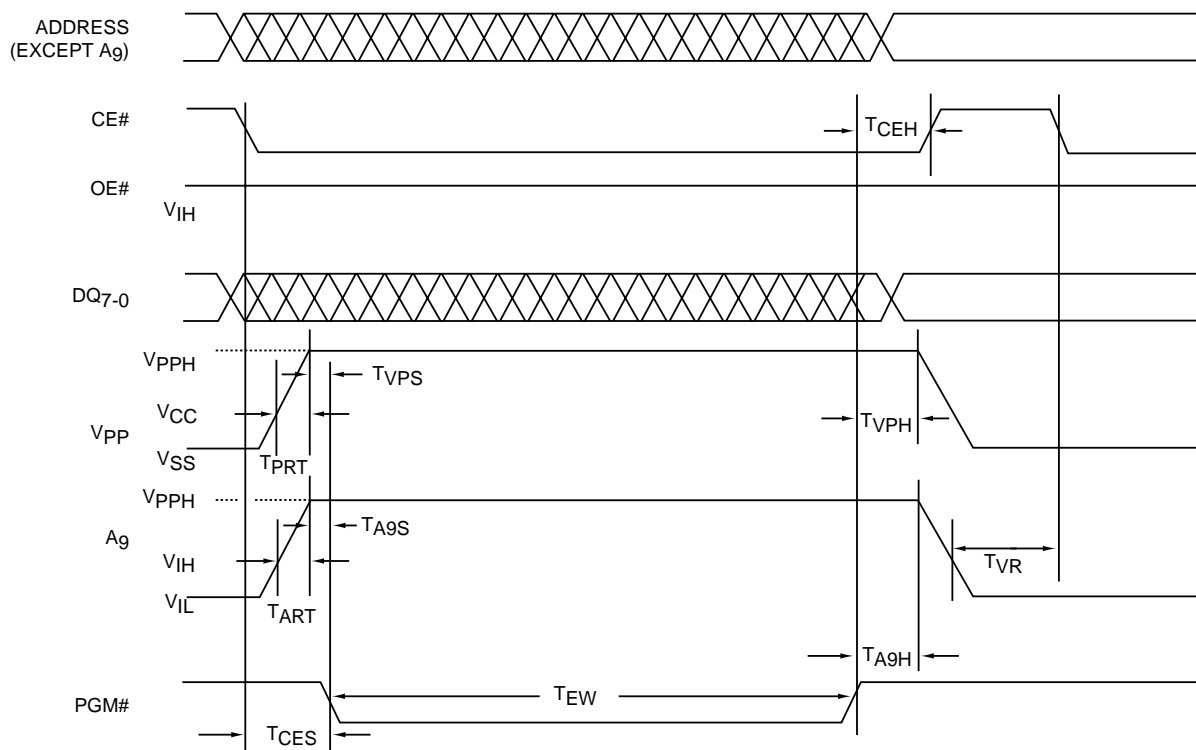 ADDRESS
(EXCEPT A9)
CE#
TCEH
OE#
VIH
DQ7-0
VPPH
TVPS
VCC
TVPH
VPP
VSS
TPRT
VPPH
TA9S
A9
VIH
TVR
VIL
TART
TA9H
TEW
PGM#
TCES